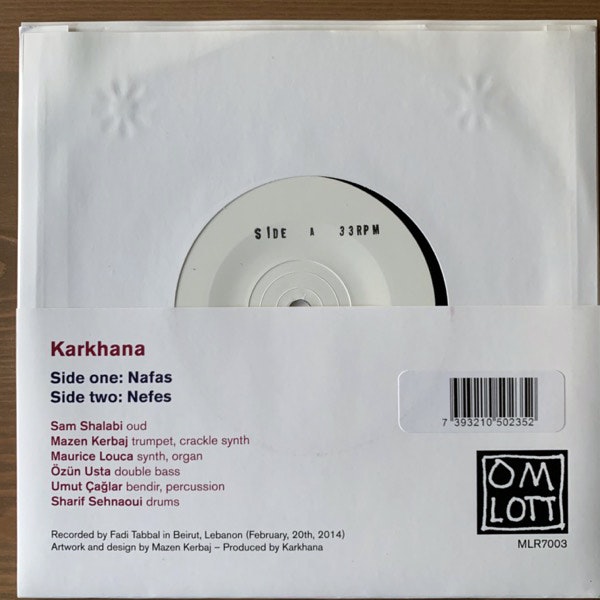 SIDE A 33RPM
Karkhana
Side one: Nafas
Side two: Nefes
Sam Shalabi oud
Mazen Kerbaj trumpet, crackle synth
Maurice Louca synth, organ
Özün Usta double bass
Umut Çağlar bendir, percussion
Sharif Sehnaoui drums
Recorded by Fadi Tabbal in Beirut, Lebanon (February, 20th, 2014)
Artwork and design by Mazen Kerbaj – Produced by Karkhana
7 393210 502352
OM
LOTT
MLR7003